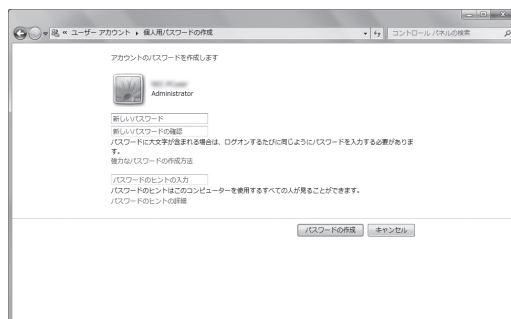 « ユーザー アカウント ▸ 個人用パスワードの作成
コントロール パネルの検索
アカウントのパスワードを作成します
Administrator
新しいパスワード
新しいパスワードの確認
パスワードに大文字が含まれる場合は、ログオンするたびに同じようにパスワードを入力する必要がありま
す。
強力なパスワードの作成方法
パスワードのヒントの入力
パスワードのヒントはこのコンピューターを使用するすべての人が見ることができます。
パスワードのヒントの詳細
パスワードの作成
キャンセル